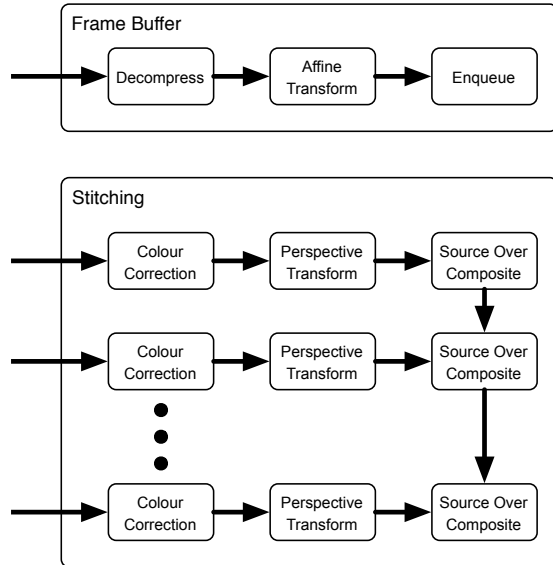 Frame Buffer
Decompress
Affine
Transform
Enqueue
Stitching
Colour
Correction
Perspective
Transform
Source Over
Composite
Colour
Correction
Perspective
Transform
Source Over
Composite
Colour
Correction
Perspective
Transform
Source Over
Composite